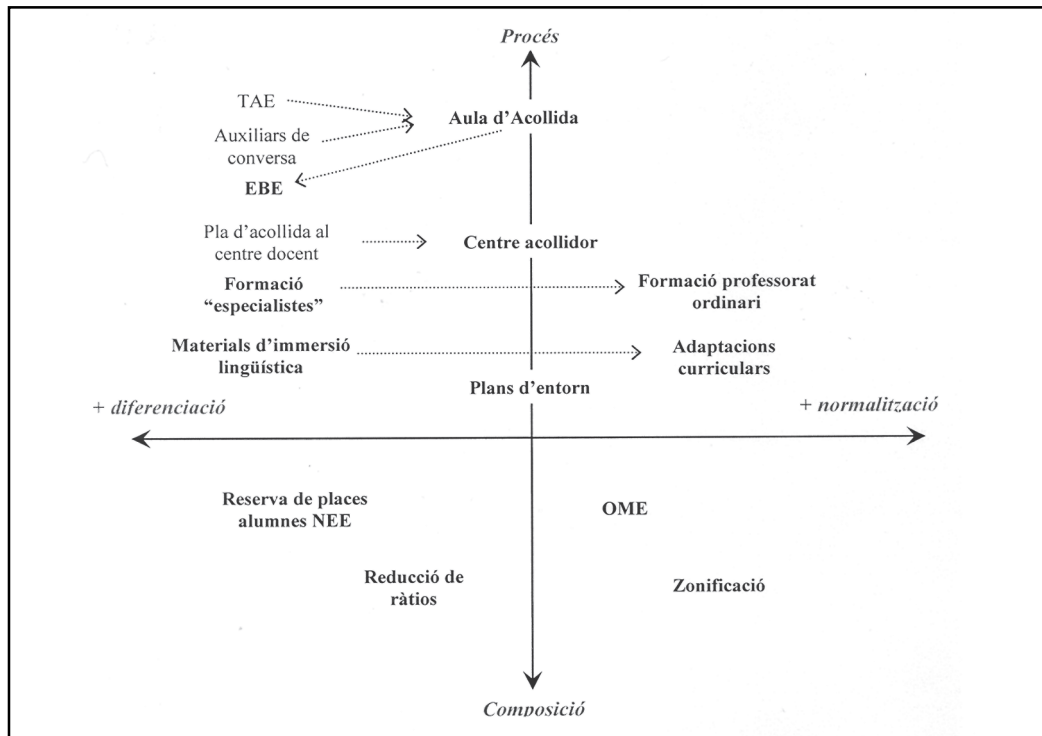 Procés
TAE
Aula d’Acollida
Auxiliars de
conversa
EBE
Pla d’acollida al
centre docent
Centre acollidor
Formació
“especialistes”
Formació professorat
ordinari
Materials d’immersió
lingüística
Adaptacions
curriculars
Plans d’entorn
+ diferenciació
+ normalització
Reserva de places
alumnes NEE
OME
Reducció de
ràtios
Zonificació
Composició